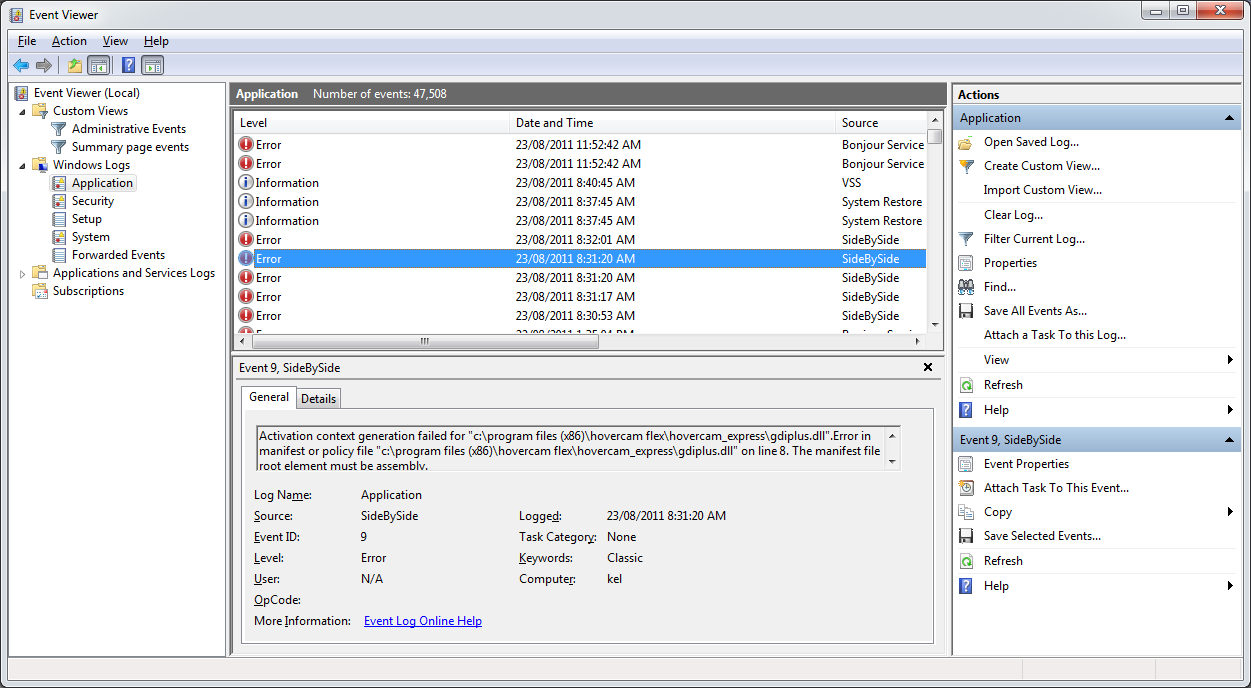 Event Viewer
File Action View Help
Event Viewer (Local)
Custom Views
Administrative Events
Summary page events
Windows Logs
Application
Security
Setup
System
Forwarded Events
Applications and Services Logs
Subscriptions
Application Number of events: 47,508
Level Date and Time Source
Error 23/08/2011 11:52:42 AM Bonjour Service
Error 23/08/2011 11:52:42 AM Bonjour Service
Information 23/08/2011 8:40:45 AM VSS
Information 23/08/2011 8:37:45 AM System Restore
Information 23/08/2011 8:37:45 AM System Restore
Error 23/08/2011 8:32:01 AM SideBySide
Error 23/08/2011 8:31:20 AM SideBySide
Error 23/08/2011 8:31:20 AM SideBySide
Error 23/08/2011 8:31:17 AM SideBySide
Error 23/08/2011 8:30:53 AM SideBySide
Event 9, SideBySide
General Details
Activation context generation failed for "c:\program files (x86)\hovercam flex\hovercam_express\gdiplus.dll".Error in
manifest or policy file "c:\program files (x86)\hovercam flex\hovercam_express\gdiplus.dll" on line 8. The manifest file
root element must be assembly.
Log Name: Application
Source: SideBySide Logged: 23/08/2011 8:31:20 AM
Event ID: 9 Task Category: None
Level: Error Keywords: Classic
User: N/A Computer: kel
OpCode:
More Information: Event Log Online Help
Actions
Application
Open Saved Log...
Create Custom View...
Import Custom View...
Clear Log...
Filter Current Log...
Properties
Find...
Save All Events As...
Attach a Task To this Log...
View
Refresh
Help
Event 9, SideBySide
Event Properties
Attach Task To This Event...
Copy
Save Selected Events...
Refresh
Help